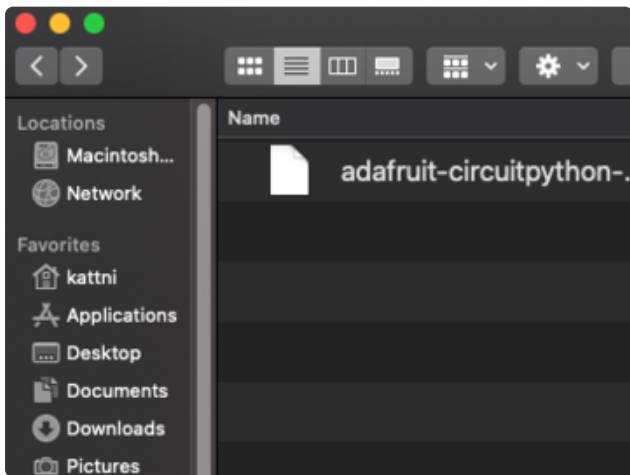 Locations
Macintosh...
Network
Favorites
kattni
Applications
Desktop
Documents
Downloads
Pictures
Name
adafruit-circuitpython-..